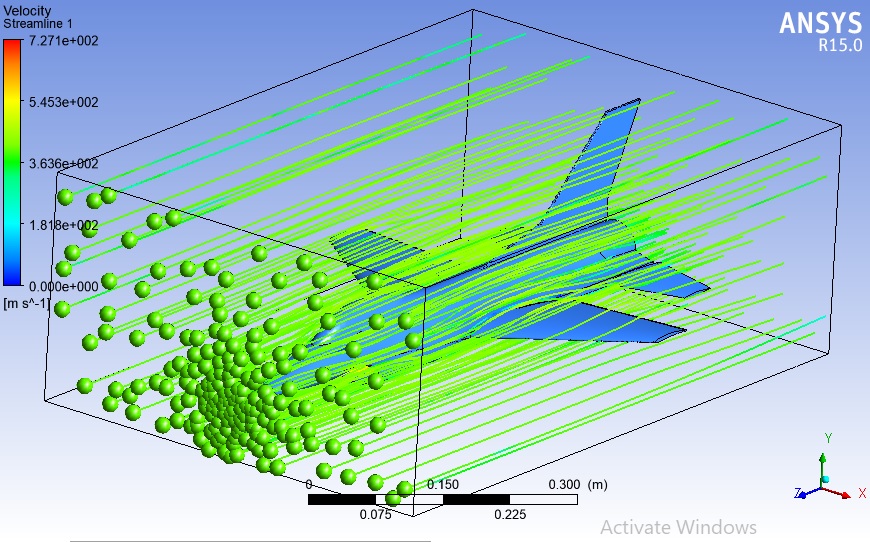 Velocity
Streamline 1
7.271e+002
5.453e+002
3.636e+002
1.818e+002
0.000e+000
[m s^-1]
ANSYS
R15.0
0 0.150 0.300 (m)
0.075 0.225
Y
Z X
Activate Windows